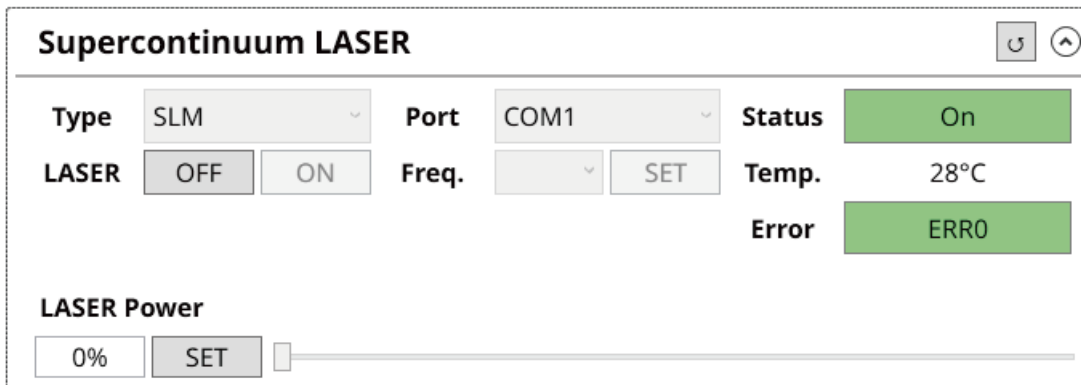 Supercontinuum LASER ↺
Type SLM Port COM1 Status On
LASER OFF ON Freq. SET Temp. 28°C
Error ERR0
LASER Power
0% SET